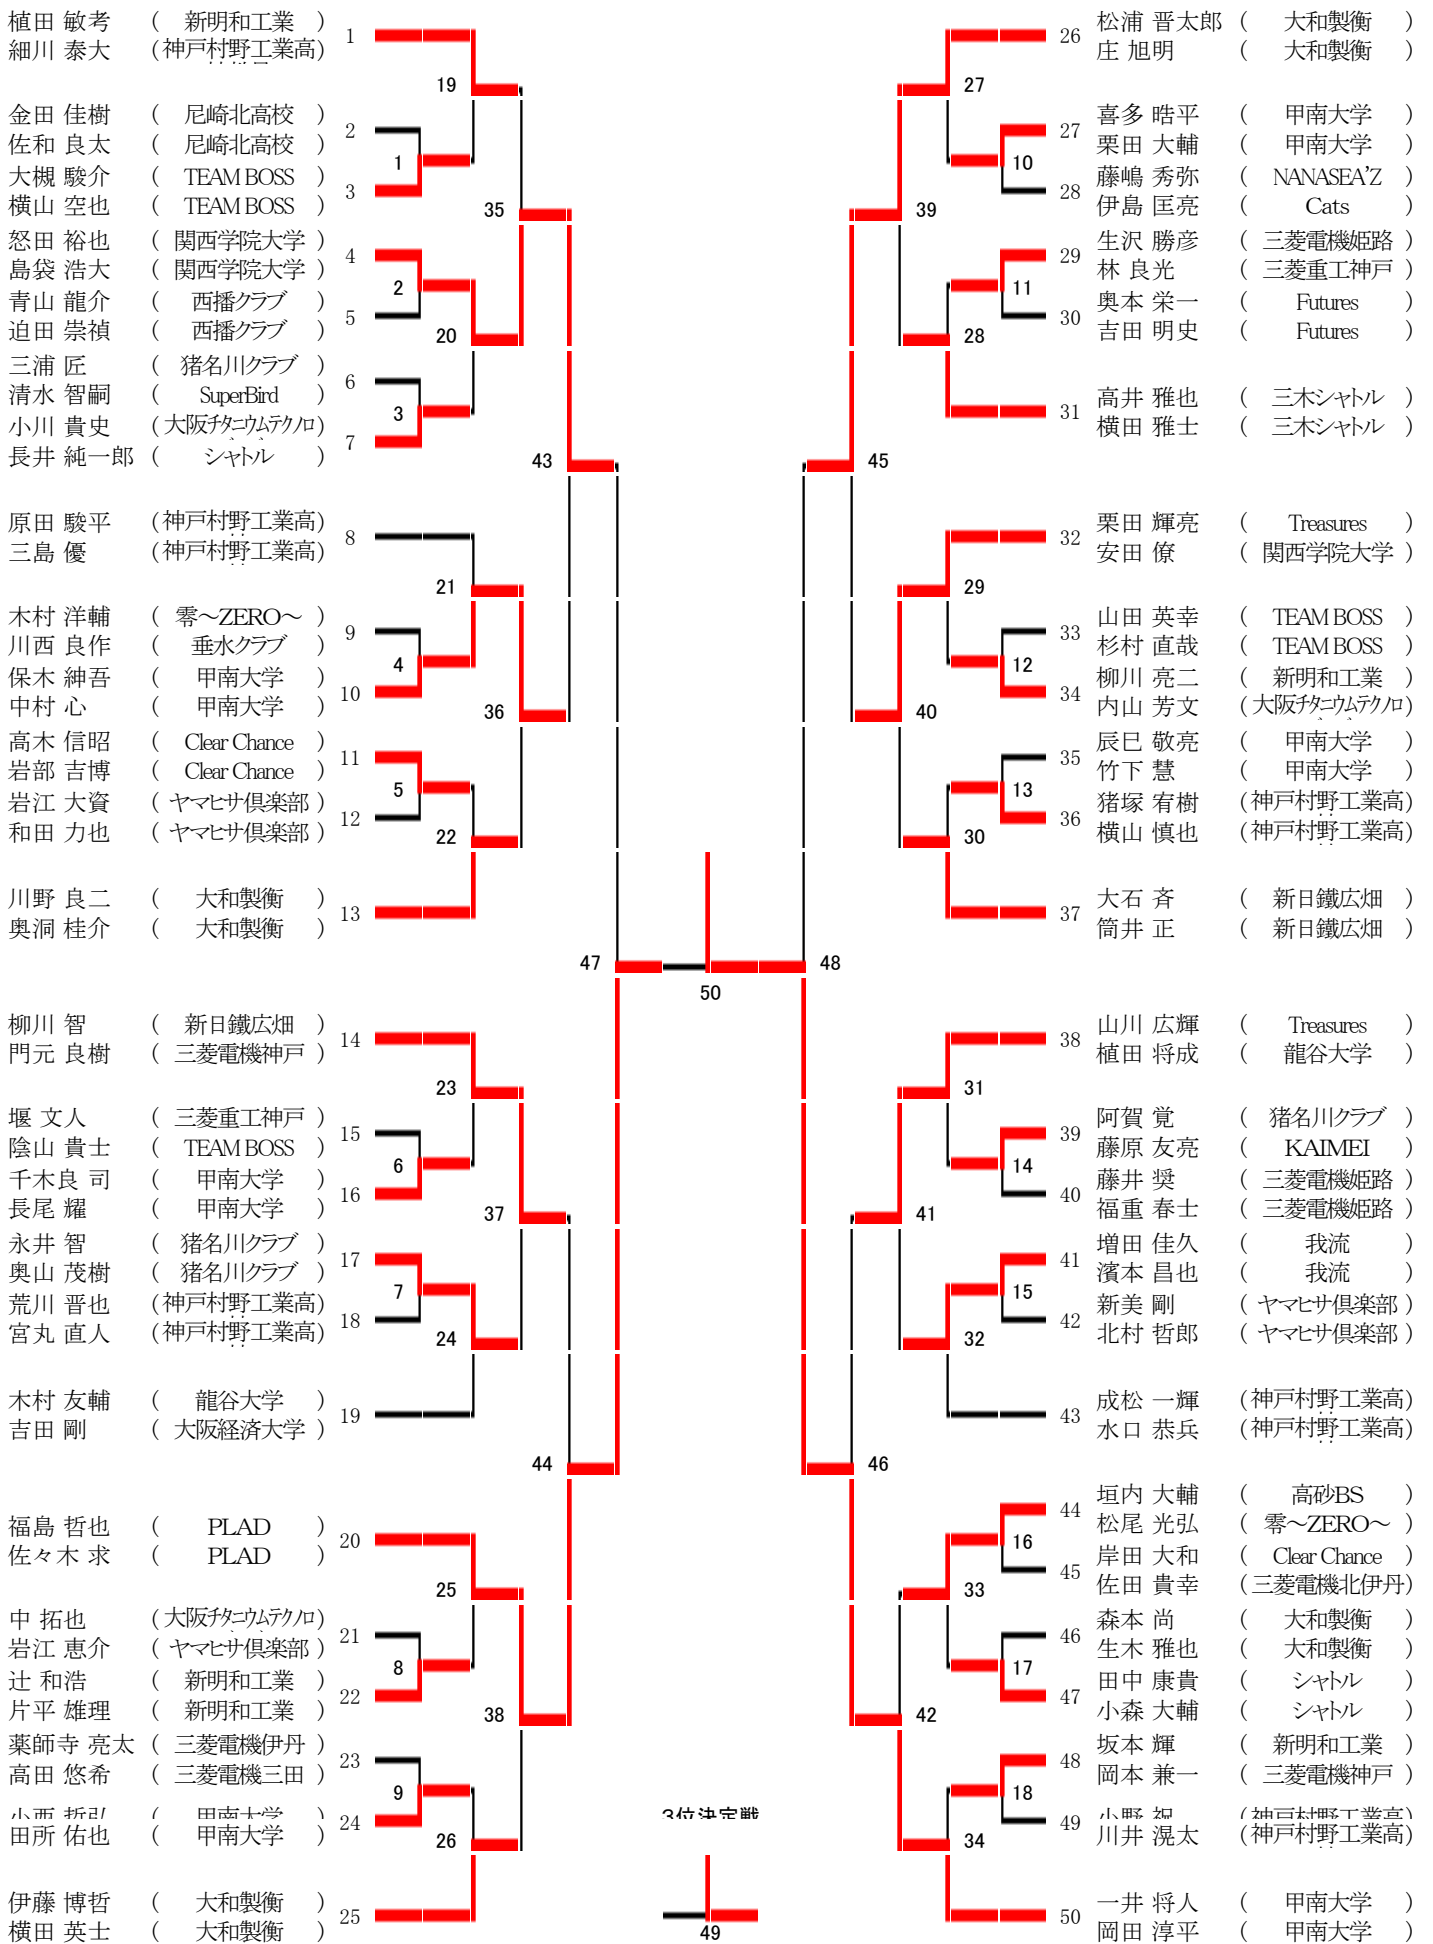 植田 敏考 ( 新明和工業 ) 1
細川 泰大 (神戸村野工業高)
19
金田 佳樹 ( 尼崎北高校 ) 2
佐和 良太 ( 尼崎北高校 )
1
大槻 駿介 ( TEAM BOSS ) 3
横山 空也 ( TEAM BOSS )
35
怒田 裕也 ( 関西学院大学 ) 4
島袋 浩大 ( 関西学院大学 )
2
青山 龍介 ( 西播クラブ ) 5
迫田 崇禎 ( 西播クラブ )
20
三浦 匠 ( 猪名川クラブ ) 6
清水 智嗣 ( SuperBird )
3
小川 貴史 (大阪チタニウムテクノロ) 7
長井 純一郎 ( シャトル )
43
原田 駿平 (神戸村野工業高) 8
三島 優 (神戸村野工業高)
21
木村 洋輔 ( 零～ZERO～ ) 9
川西 良作 ( 垂水クラブ )
4
保木 紳吾 ( 甲南大学 ) 10
中村 心 ( 甲南大学 )
36
高木 信昭 ( Clear Chance ) 11
岩部 吉博 ( Clear Chance )
5
岩江 大資 ( ヤマヒサ倶楽部 ) 12
和田 力也 ( ヤマヒサ倶楽部 )
22
川野 良二 ( 大和製衡 ) 13
奥洞 桂介 ( 大和製衡 )
47
柳川 智 ( 新日鐵広畑 ) 14
門元 良樹 ( 三菱電機神戸 )
23
堰 文人 ( 三菱重工神戸 ) 15
陰山 貴士 ( TEAM BOSS )
6
千木良 司 ( 甲南大学 ) 16
長尾 耀 ( 甲南大学 )
37
永井 智 ( 猪名川クラブ ) 17
奥山 茂樹 ( 猪名川クラブ )
7
荒川 晋也 (神戸村野工業高) 18
宮丸 直人 (神戸村野工業高)
24
木村 友輔 ( 龍谷大学 ) 19
吉田 剛 ( 大阪経済大学 )
44
福島 哲也 ( PLAD ) 20
佐々木 求 ( PLAD )
25
中 拓也 (大阪チタニウムテクノロ) 21
岩江 恵介 ( ヤマヒサ倶楽部 )
8
辻 和浩 ( 新明和工業 ) 22
片平 雄理 ( 新明和工業 )
38
薬師寺 亮太 ( 三菱電機伊丹 ) 23
高田 悠希 ( 三菱電機三田 )
9
小西 哲弘 ( 甲南大学 ) 24
田所 佑也 ( 甲南大学 )
26
伊藤 博哲 ( 大和製衡 ) 25
横田 英士 ( 大和製衡 )
50
3位決定戦
49
26 松浦 晋太郎 ( 大和製衡 )
庄 旭明 ( 大和製衡 )
27
27 喜多 晧平 ( 甲南大学 )
栗田 大輔 ( 甲南大学 )
10
28 藤嶋 秀弥 ( NANASEA'Z )
伊島 匡亮 ( Cats )
39
29 生沢 勝彦 ( 三菱電機姫路 )
林 良光 ( 三菱重工神戸 )
11
30 奥本 栄一 ( Futures )
吉田 明史 ( Futures )
28
31 高井 雅也 ( 三木シャトル )
横田 雅士 ( 三木シャトル )
45
32 栗田 輝亮 ( Treasures )
安田 僚 ( 関西学院大学 )
29
33 山田 英幸 ( TEAM BOSS )
杉村 直哉 ( TEAM BOSS )
12
34 柳川 亮二 ( 新明和工業 )
内山 芳文 (大阪チタニウムテクノロ)
40
35 辰巳 敬亮 ( 甲南大学 )
竹下 慧 ( 甲南大学 )
13
36 猪塚 有樹 (神戸村野工業高)
横山 慎也 (神戸村野工業高)
30
37 大石 斉 ( 新日鐵広畑 )
筒井 正 ( 新日鐵広畑 )
48
38 山川 広輝 ( Treasures )
植田 将成 ( 龍谷大学 )
31
39 阿賀 覚 ( 猪名川クラブ )
藤原 友亮 ( KAIMEI )
14
40 藤井 奨 ( 三菱電機姫路 )
福重 春士 ( 三菱電機姫路 )
41
41 増田 佳久 ( 我流 )
濱本 昌也 ( 我流 )
15
42 新美 剛 ( ヤマヒサ倶楽部 )
北村 哲郎 ( ヤマヒサ倶楽部 )
32
43 成松 一輝 (神戸村野工業高)
水口 恭兵 (神戸村野工業高)
46
44 垣内 大輔 ( 高砂BS )
松尾 光弘 ( 零～ZERO～ )
16
45 岸田 大和 ( Clear Chance )
佐田 貴幸 (三菱電機北伊丹)
33
46 森本 尚 ( 大和製衡 )
生木 雅也 ( 大和製衡 )
17
47 田中 康貴 ( シャトル )
小森 大輔 ( シャトル )
42
48 坂本 輝 ( 新明和工業 )
岡本 兼一 ( 三菱電機神戸 )
18
49 小野 祝 (神戸村野工業高)
川井 滉太 (神戸村野工業高)
34
50 一井 将人 ( 甲南大学 )
岡田 淳平 ( 甲南大学 )